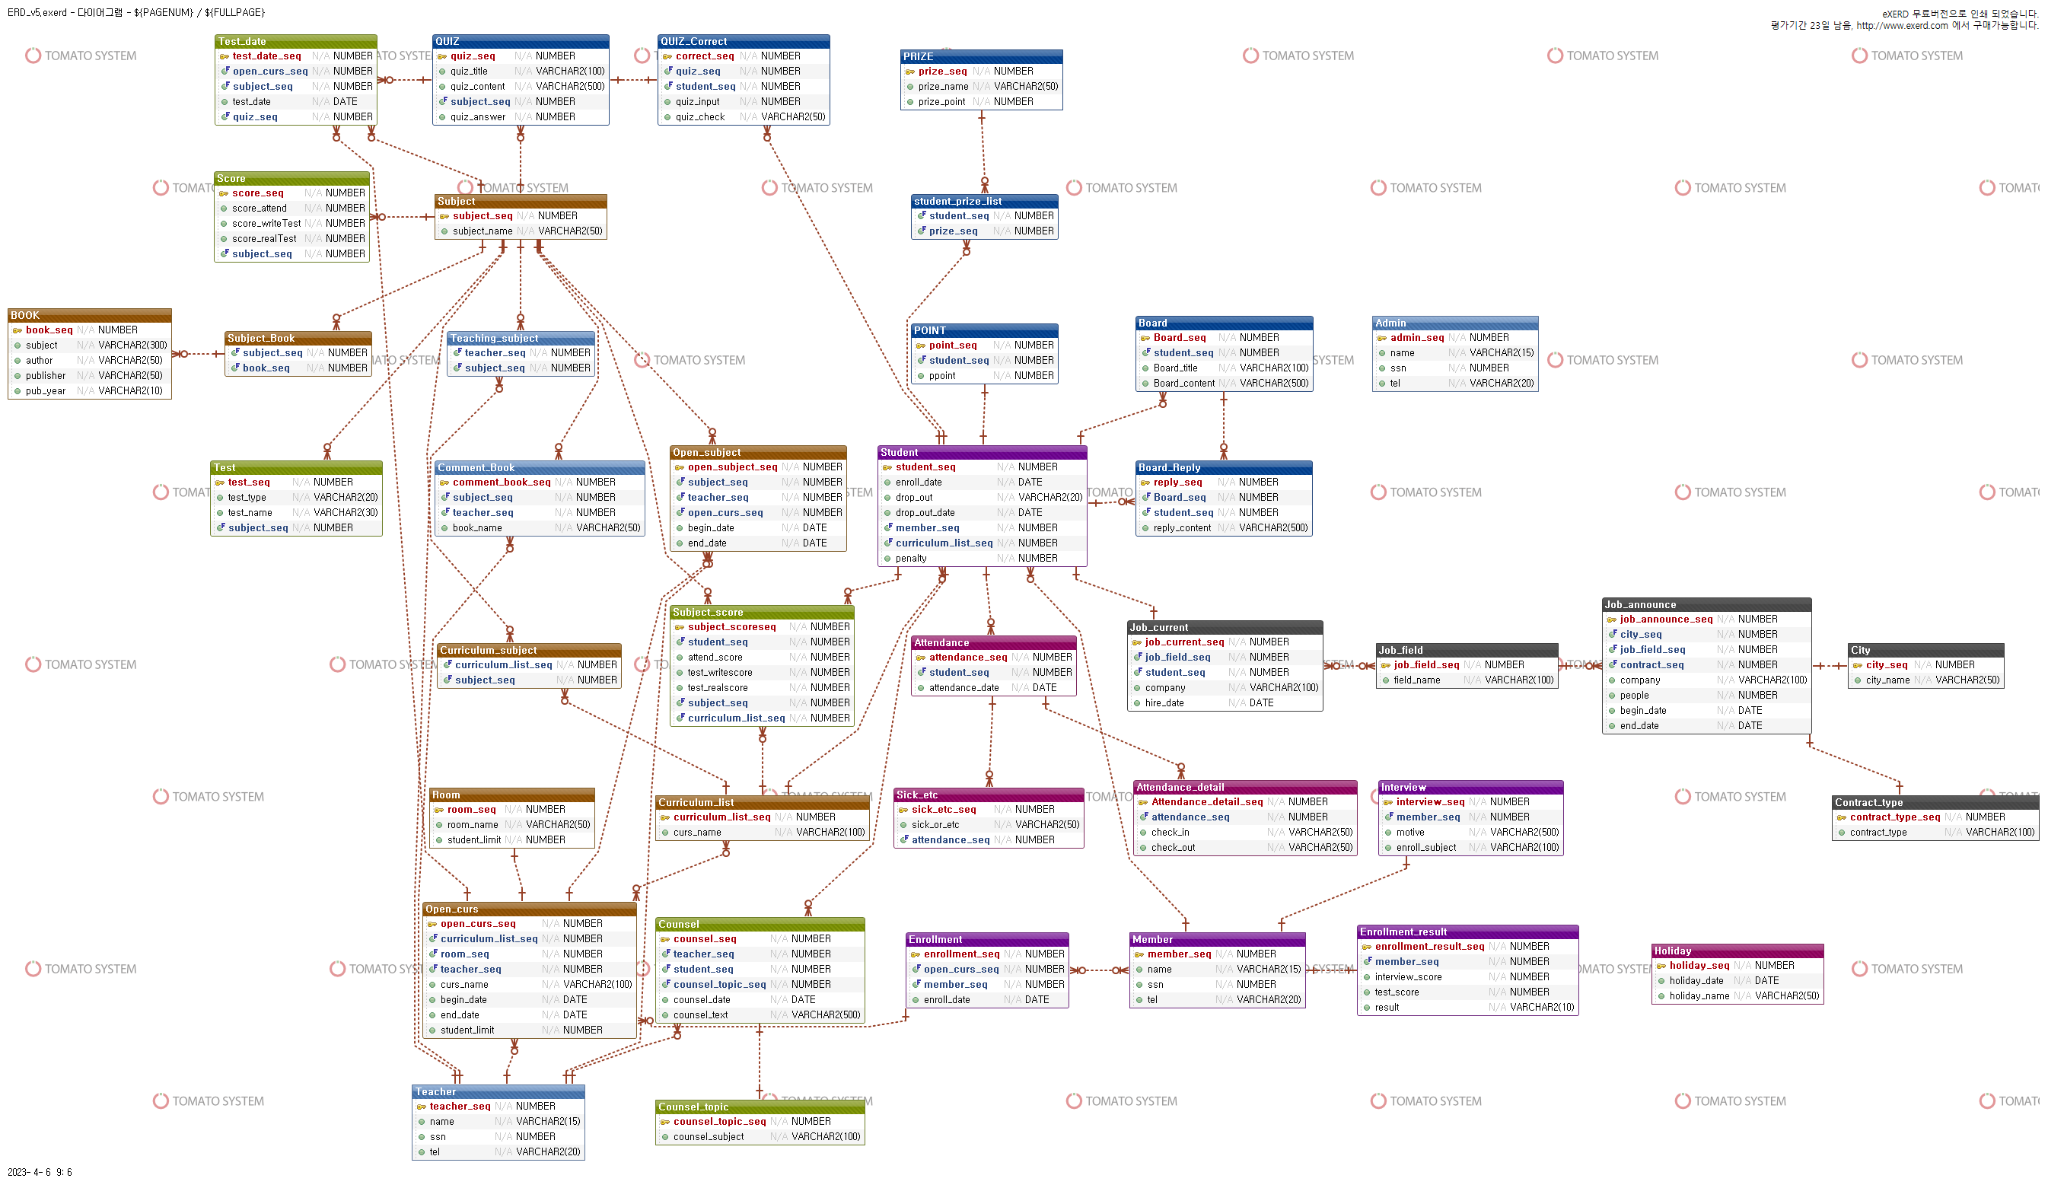 ERD_v5.exerd - 다이어그램 - ${PAGENUM} / ${FULLPAGE}
eXERD 무료버전으로 인쇄 되었습니다.
평가기간 23일 남음, http://www.exerd.com 에서 구매가능합니다.
Test_date
test_date_seq N/A NUMBER
open_curs_seq N/A NUMBER
subject_seq N/A NUMBER
test_date N/A DATE
quiz_seq N/A NUMBER
QUIZ
quiz_seq N/A NUMBER
quiz_title N/A VARCHAR2(100)
quiz_content N/A VARCHAR2(500)
subject_seq N/A NUMBER
quiz_answer N/A NUMBER
QUIZ_Correct
correct_seq N/A NUMBER
quiz_seq N/A NUMBER
student_seq N/A NUMBER
quiz_input N/A NUMBER
quiz_check N/A VARCHAR2(50)
PRIZE
prize_seq N/A NUMBER
prize_name N/A VARCHAR2(50)
prize_point N/A NUMBER
Score
score_seq N/A NUMBER
score_attend N/A NUMBER
score_writeTest N/A NUMBER
score_realTest N/A NUMBER
subject_seq N/A NUMBER
Subject
subject_seq N/A NUMBER
subject_name N/A VARCHAR2(50)
student_prize_list
student_seq N/A NUMBER
prize_seq N/A NUMBER
BOOK
book_seq N/A NUMBER
subject N/A VARCHAR2(300)
author N/A VARCHAR2(50)
publisher N/A VARCHAR2(50)
pub_year N/A VARCHAR2(10)
Subject_Book
subject_seq N/A NUMBER
book_seq N/A NUMBER
Teaching_subject
teacher_seq N/A NUMBER
subject_seq N/A NUMBER
POINT
point_seq N/A NUMBER
student_seq N/A NUMBER
ppoint N/A NUMBER
Board
Board_seq N/A NUMBER
student_seq N/A NUMBER
Board_title N/A VARCHAR2(100)
Board_content N/A VARCHAR2(500)
Admin
admin_seq N/A NUMBER
name N/A VARCHAR2(15)
ssn N/A NUMBER
tel N/A VARCHAR2(20)
Test
test_seq N/A NUMBER
test_type N/A VARCHAR2(20)
test_name N/A VARCHAR2(30)
subject_seq N/A NUMBER
Comment_Book
comment_book_seq N/A NUMBER
subject_seq N/A NUMBER
teacher_seq N/A NUMBER
book_name N/A VARCHAR2(50)
Open_subject
open_subject_seq N/A NUMBER
subject_seq N/A NUMBER
teacher_seq N/A NUMBER
open_curs_seq N/A NUMBER
begin_date N/A DATE
end_date N/A DATE
Student
student_seq N/A NUMBER
enroll_date N/A DATE
drop_out N/A VARCHAR2(20)
drop_out_date N/A DATE
member_seq N/A NUMBER
curriculum_list_seq N/A NUMBER
penalty N/A NUMBER
Board_Reply
reply_seq N/A NUMBER
Board_seq N/A NUMBER
student_seq N/A NUMBER
reply_content N/A VARCHAR2(500)
Curriculum_subject
curriculum_list_seq N/A NUMBER
subject_seq N/A NUMBER
Subject_score
subject_scoreseq N/A NUMBER
student_seq N/A NUMBER
attend_score N/A NUMBER
test_writescore N/A NUMBER
test_realscore N/A NUMBER
subject_seq N/A NUMBER
curriculum_list_seq N/A NUMBER
Attendance
attendance_seq N/A NUMBER
student_seq N/A NUMBER
attendance_date N/A DATE
Job_current
job_current_seq N/A NUMBER
job_field_seq N/A NUMBER
student_seq N/A NUMBER
company N/A VARCHAR2(100)
hire_date N/A DATE
Job_field
job_field_seq N/A NUMBER
field_name N/A VARCHAR2(100)
Job_announce
job_announce_seq N/A NUMBER
city_seq N/A NUMBER
job_field_seq N/A NUMBER
contract_seq N/A NUMBER
company N/A VARCHAR2(100)
people N/A NUMBER
begin_date N/A DATE
end_date N/A DATE
City
city_seq N/A NUMBER
city_name N/A VARCHAR2(50)
Room
room_seq N/A NUMBER
room_name N/A VARCHAR2(50)
student_limit N/A NUMBER
Curriculum_list
curriculum_list_seq N/A NUMBER
curs_name N/A VARCHAR2(100)
Sick_etc
sick_etc_seq N/A NUMBER
sick_or_etc N/A VARCHAR2(50)
attendance_seq N/A NUMBER
Attendance_detail
Attendance_detail_seq N/A NUMBER
attendance_seq N/A NUMBER
check_in N/A VARCHAR2(50)
check_out N/A VARCHAR2(50)
Interview
interview_seq N/A NUMBER
member_seq N/A NUMBER
motive N/A VARCHAR2(500)
enroll_subject N/A VARCHAR2(100)
Contract_type
contract_type_seq N/A NUMBER
contract_type N/A VARCHAR2(100)
Open_curs
open_curs_seq N/A NUMBER
curriculum_list_seq N/A NUMBER
room_seq N/A NUMBER
teacher_seq N/A NUMBER
curs_name N/A VARCHAR2(100)
begin_date N/A DATE
end_date N/A DATE
student_limit N/A NUMBER
Counsel
counsel_seq N/A NUMBER
teacher_seq N/A NUMBER
student_seq N/A NUMBER
counsel_topic_seq N/A NUMBER
counsel_date N/A DATE
counsel_text N/A VARCHAR2(500)
Enrollment
enrollment_seq N/A NUMBER
open_curs_seq N/A NUMBER
member_seq N/A NUMBER
enroll_date N/A DATE
Member
member_seq N/A NUMBER
name N/A VARCHAR2(15)
ssn N/A NUMBER
tel N/A VARCHAR2(20)
Enrollment_result
enrollment_result_seq N/A NUMBER
member_seq N/A NUMBER
interview_score N/A NUMBER
test_score N/A NUMBER
result N/A VARCHAR2(10)
Holiday
holiday_seq N/A NUMBER
holiday_date N/A DATE
holiday_name N/A VARCHAR2(50)
Teacher
teacher_seq N/A NUMBER
name N/A VARCHAR2(15)
ssn N/A NUMBER
tel N/A VARCHAR2(20)
Counsel_topic
counsel_topic_seq N/A NUMBER
counsel_subject N/A VARCHAR2(100)
TOMATO SYSTEM
2023- 4- 6 9: 6